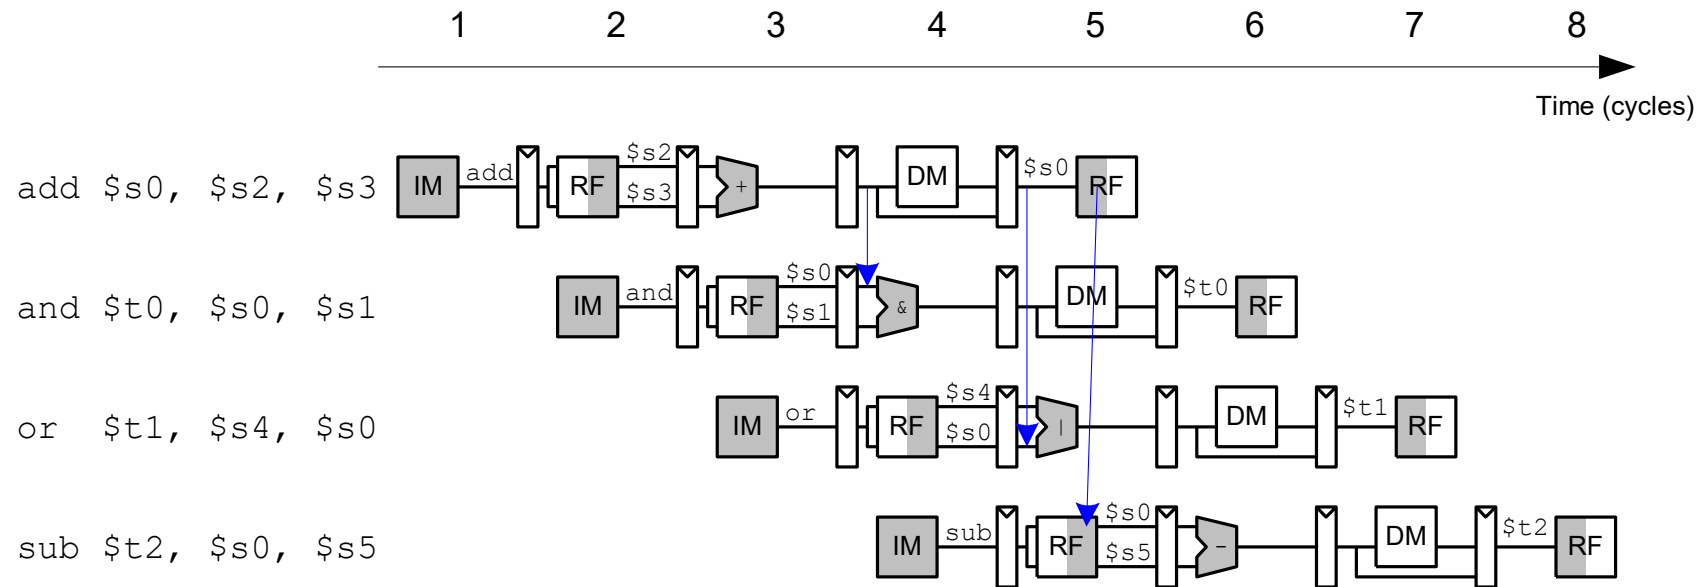 1 2 3 4 5 6 7 8
Time (cycles)
add $s0, $s2, $s3 IM add RF $s2 $s3 + DM $s0 RF
and $t0, $s0, $s1 IM and RF $s0 $s1 & DM $t0 RF
or $t1, $s4, $s0 IM or RF $s4 $s0 | DM $t1 RF
sub $t2, $s0, $s5 IM sub RF $s0 $s5 - DM $t2 RF